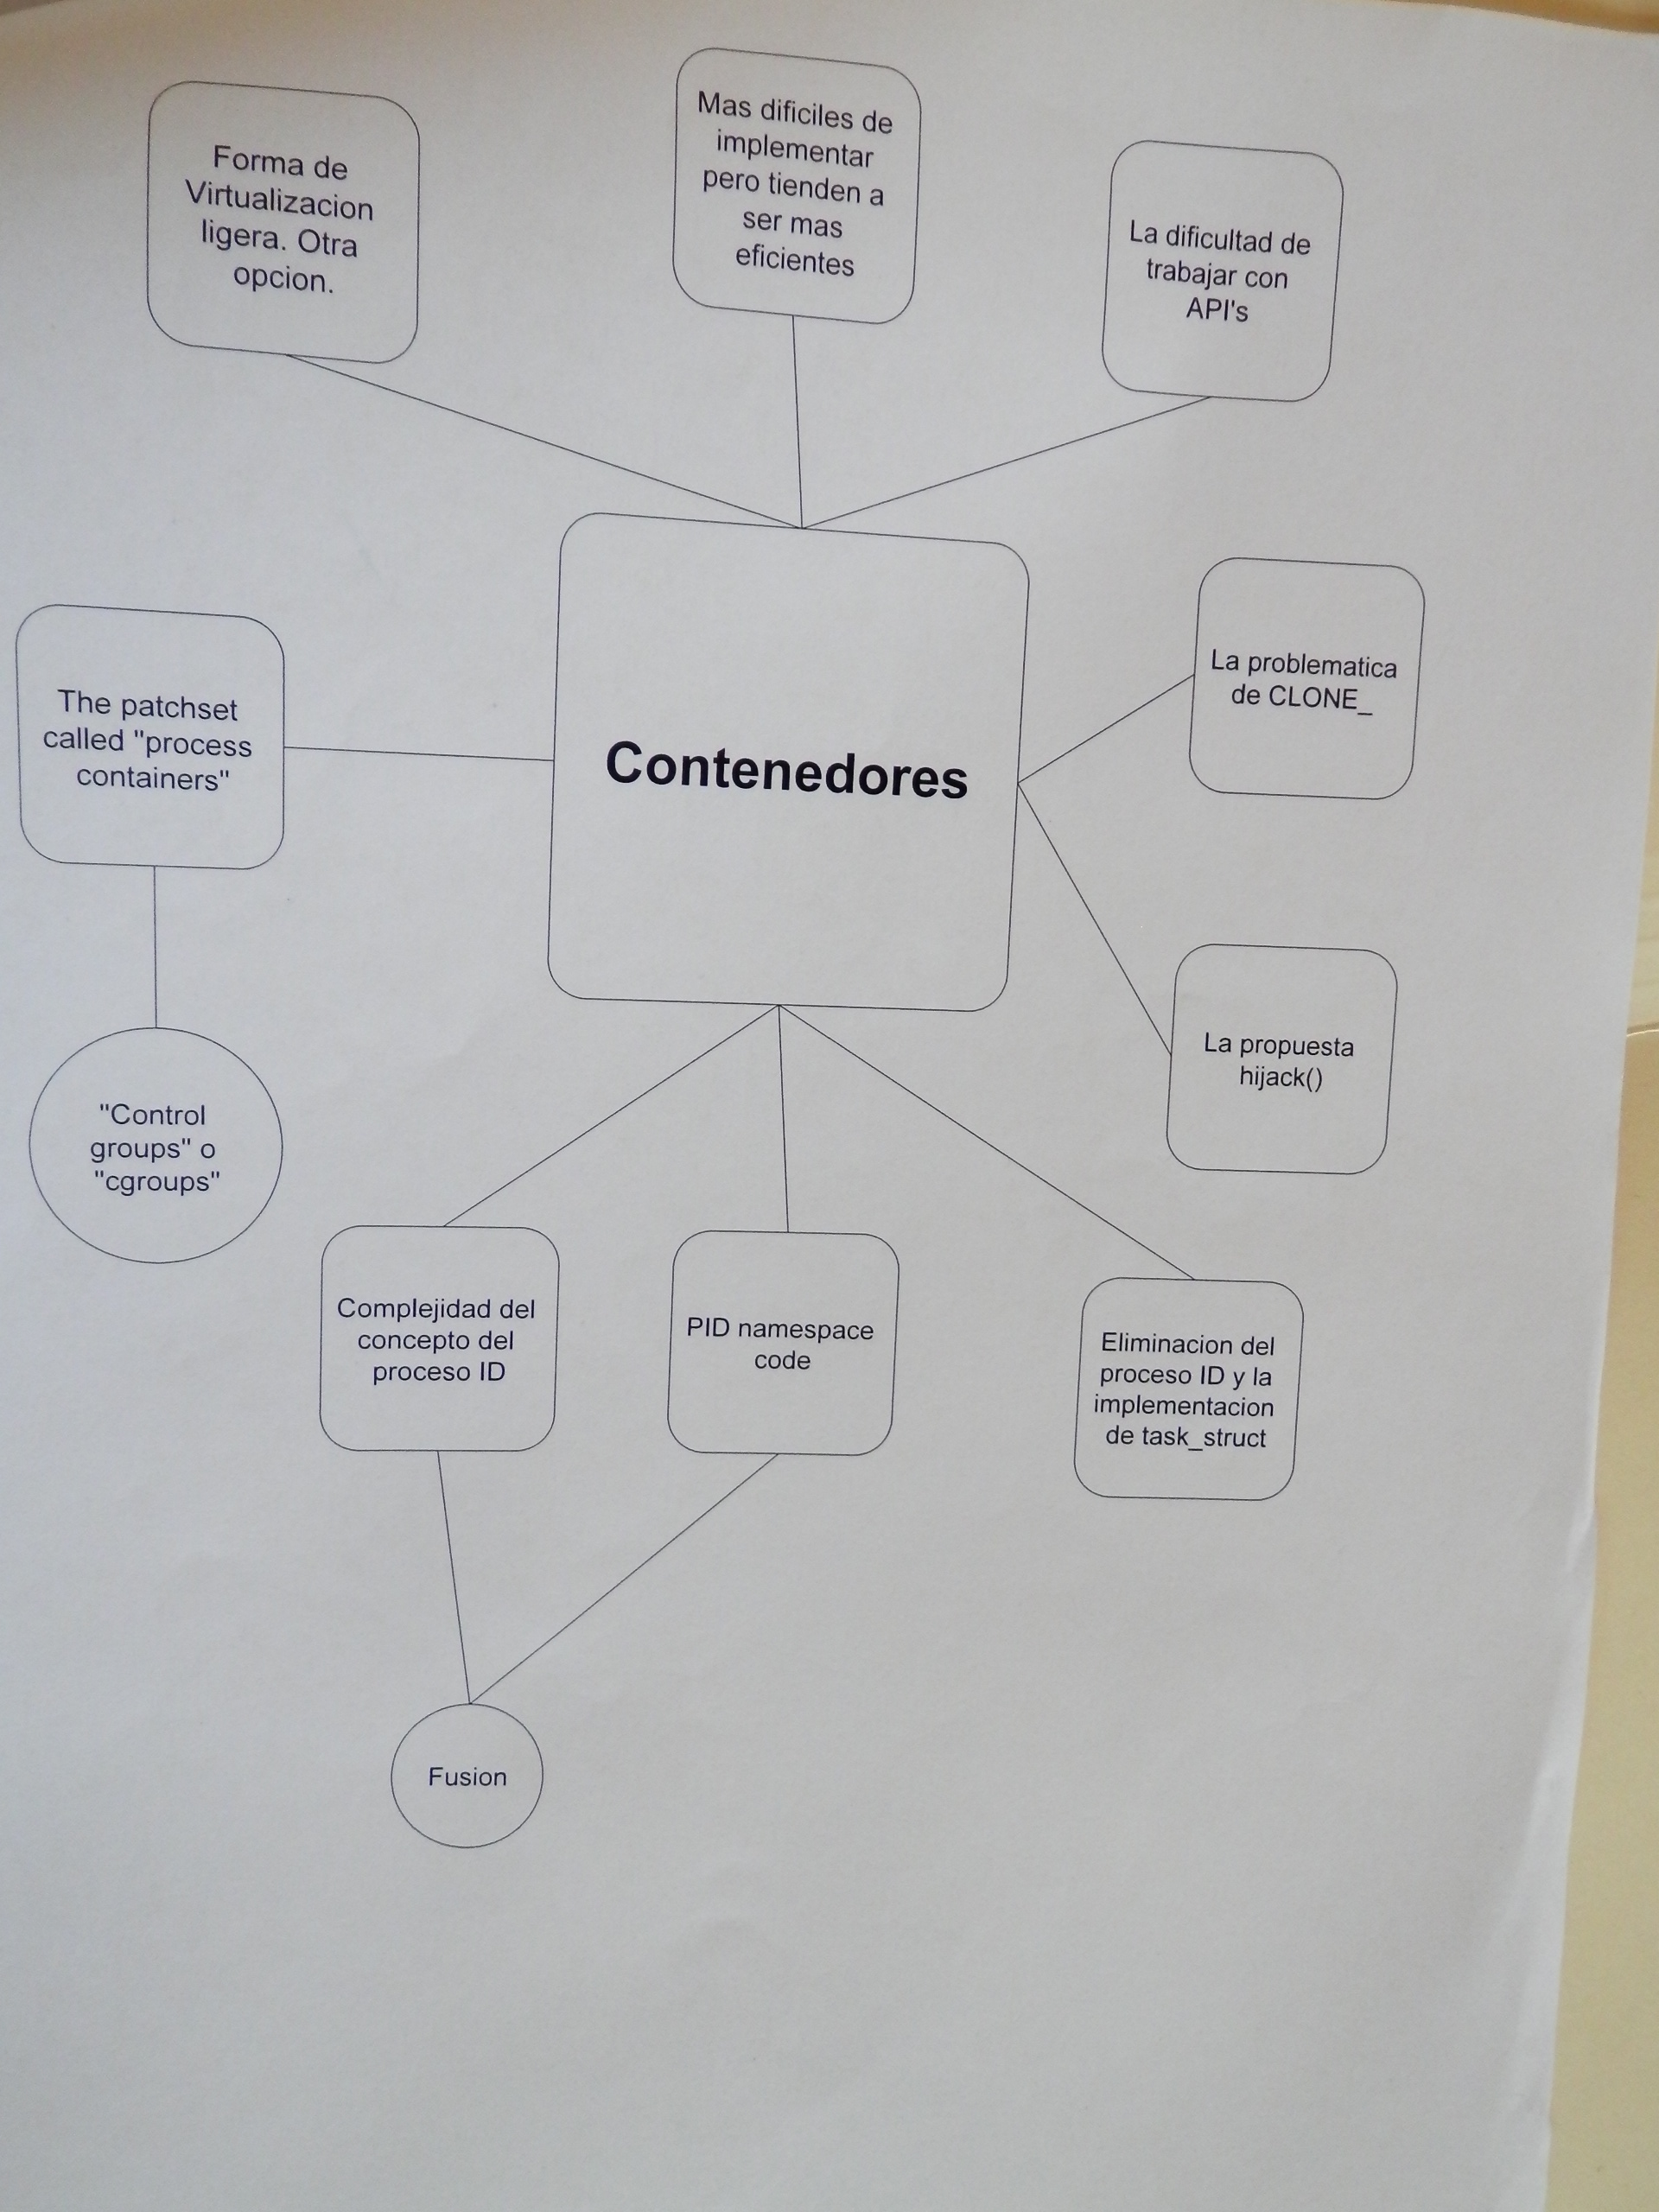 Forma de
Virtualizacion
ligera. Otra
opcion.
Mas dificiles de
implementar
pero tienden a
ser mas
eficientes
La dificultad de
trabajar con
API's
The patchset
called "process
containers"
Contenedores
La problematica
de CLONE_
La propuesta
hijack()
"Control
groups" o
"cgroups"
Complejidad del
concepto del
proceso ID
PID namespace
code
Eliminacion del
proceso ID y la
implementacion
de task_struct
Fusion